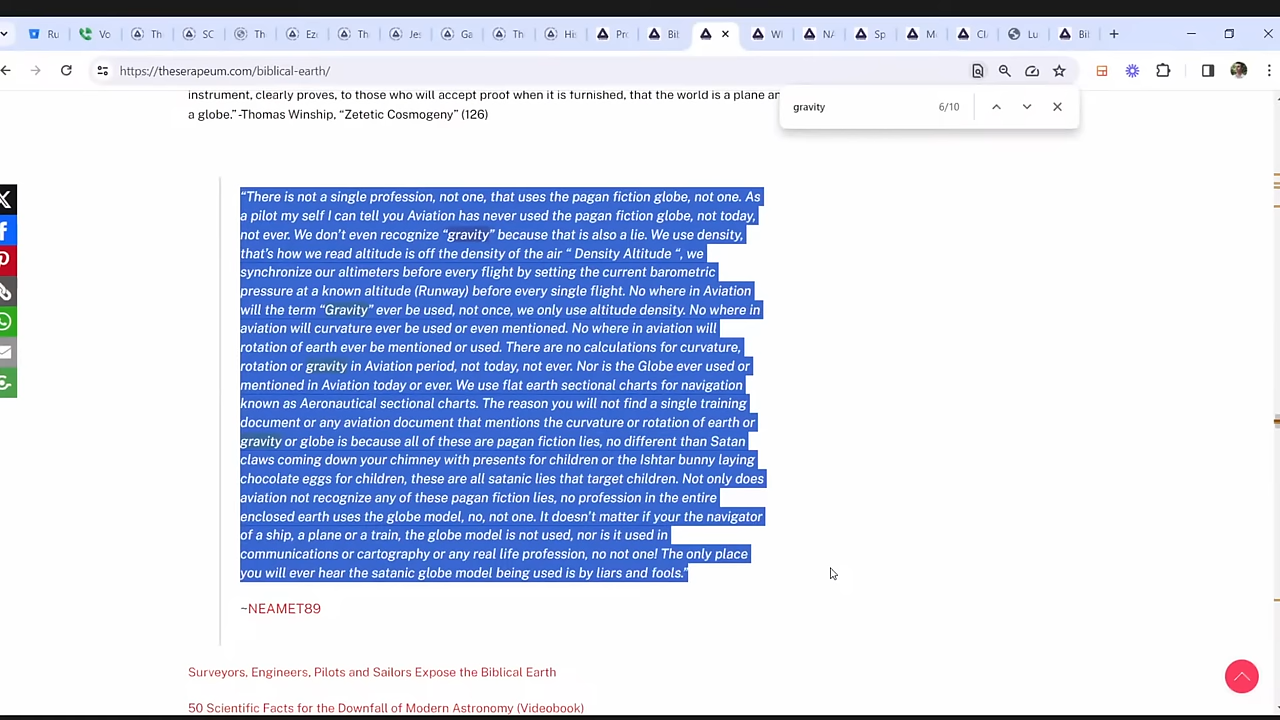 Ru
Vo
Th
SC
Th
Ez
Th
Je
Ga
Th
His
Pr
Bil
W
NA
Sp
M
Cl
Lu
Bil
https://theserapeum.com/biblical-earth/
gravity
6/10
instrument, clearly proves, to those who will accept proof when it is furnished, that the world is a plane an
a globe." -Thomas Winship, “Zetetic Cosmogeny” (126)
“There is not a single profession, not one, that uses the pagan fiction globe, not one. As
a pilot my self I can tell you Aviation has never used the pagan fiction globe, not today,
not ever. We don’t even recognize “gravity” because that is also a lie. We use density,
that’s how we read altitude is off the density of the air “ Density Altitude “, we
synchronize our altimeters before every flight by setting the current barometric
pressure at a known altitude (Runway) before every single flight. No where in Aviation
will the term “Gravity” ever be used, not once, we only use altitude density. No where in
aviation will curvature ever be used or even mentioned. No where in aviation will
rotation of earth ever be mentioned or used. There are no calculations for curvature,
rotation or gravity in Aviation period, not today, not ever. Nor is the Globe ever used or
mentioned in Aviation today or ever. We use flat earth sectional charts for navigation
known as Aeronautical sectional charts. The reason you will not find a single training
document or any aviation document that mentions the curvature or rotation of earth or
gravity or globe is because all of these are pagan fiction lies, no different than Satan
claws coming down your chimney with presents for children or the Ishtar bunny laying
chocolate eggs for children, these are all satanic lies that target children. Not only does
aviation not recognize any of these pagan fiction lies, no profession in the entire
enclosed earth uses the globe model, no, not one. It doesn’t matter if your the navigator
of a ship, a plane or a train, the globe model is not used, nor is it used in
communications or cartography or any real life profession, no not one! The only place
you will ever hear the satanic globe model being used is by liars and fools.”
~NEAMET89
Surveyors, Engineers, Pilots and Sailors Expose the Biblical Earth
50 Scientific Facts for the Downfall of Modern Astronomy (Videobook)